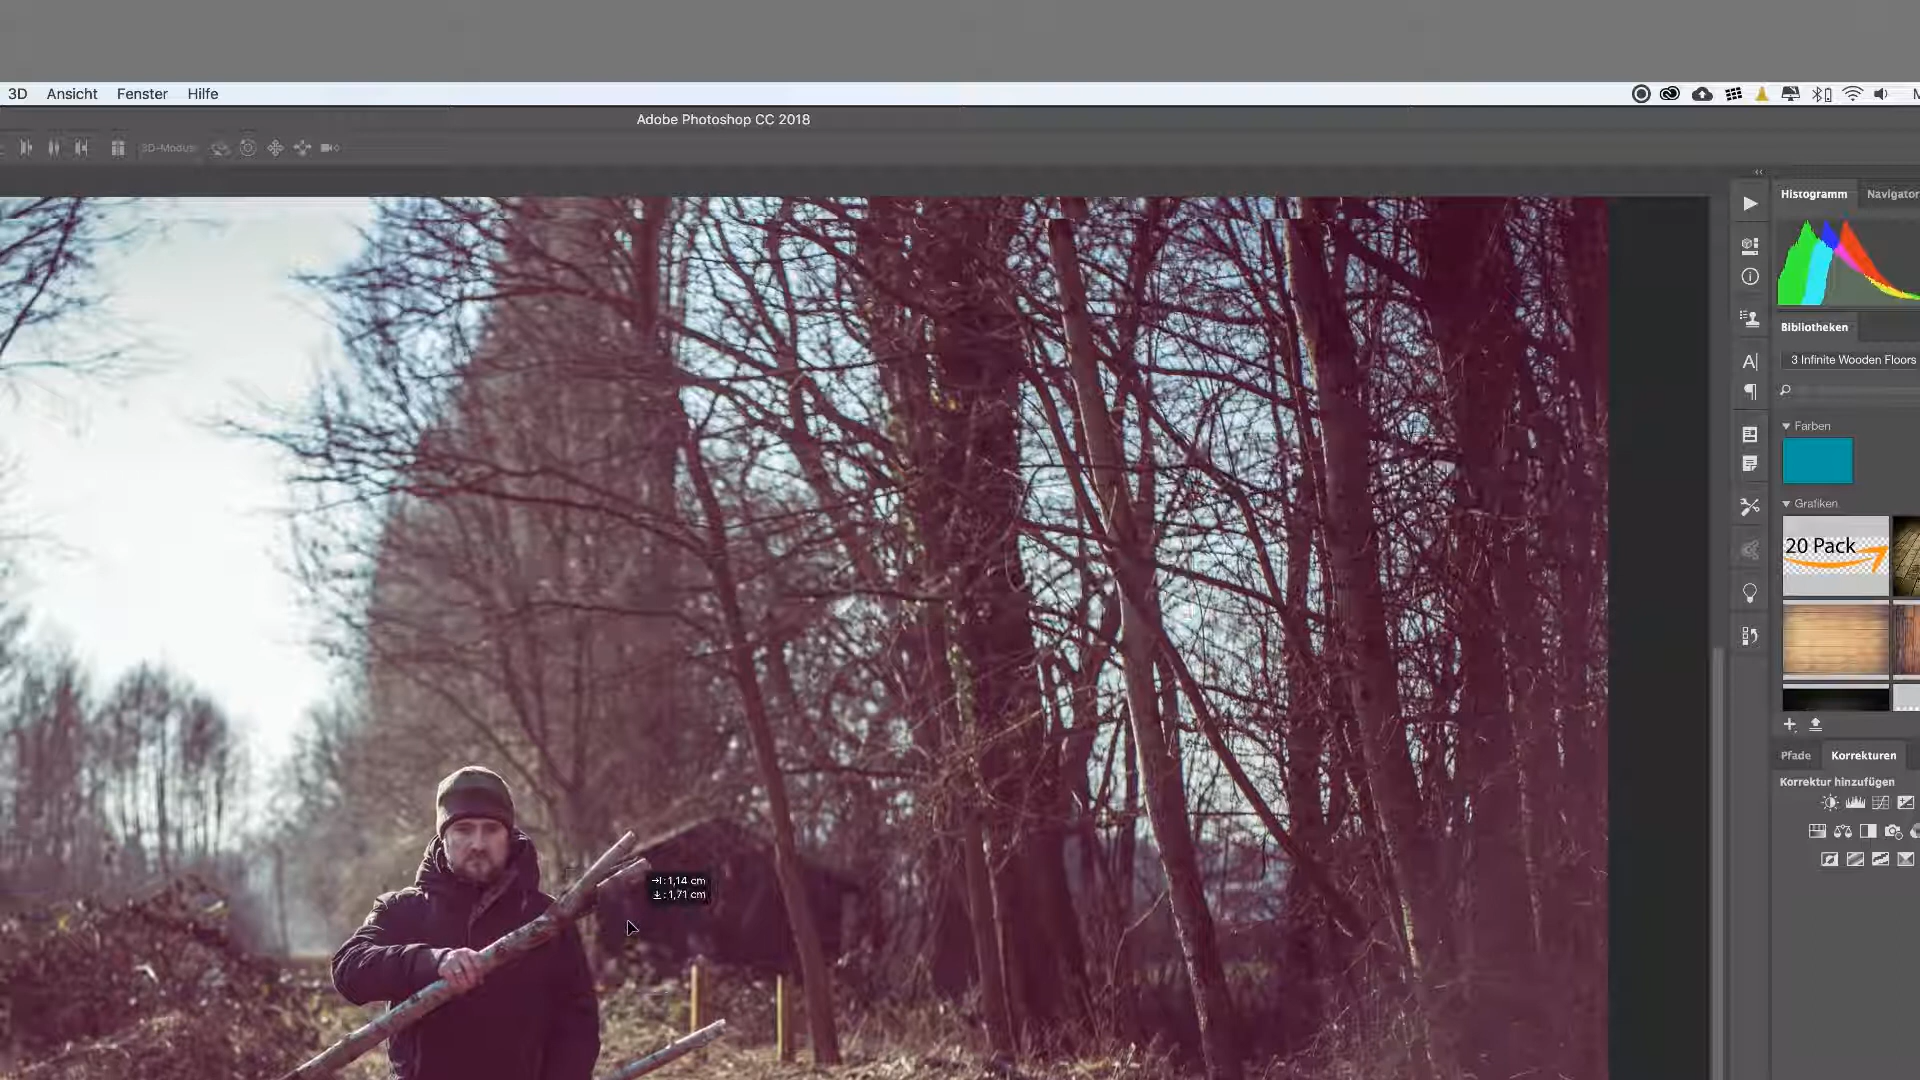 3D Ansicht Fenster Hilfe
Adobe Photoshop CC 2018
3D-Modus:
Histogramm Navigator
Bibliotheken
3 Infinite Wooden Floors
Farben
Grafiken
20 Pack
→I: 1,14 cm
: 1,71 cm
Pfade Korrekturen
Korrektur hinzufügen